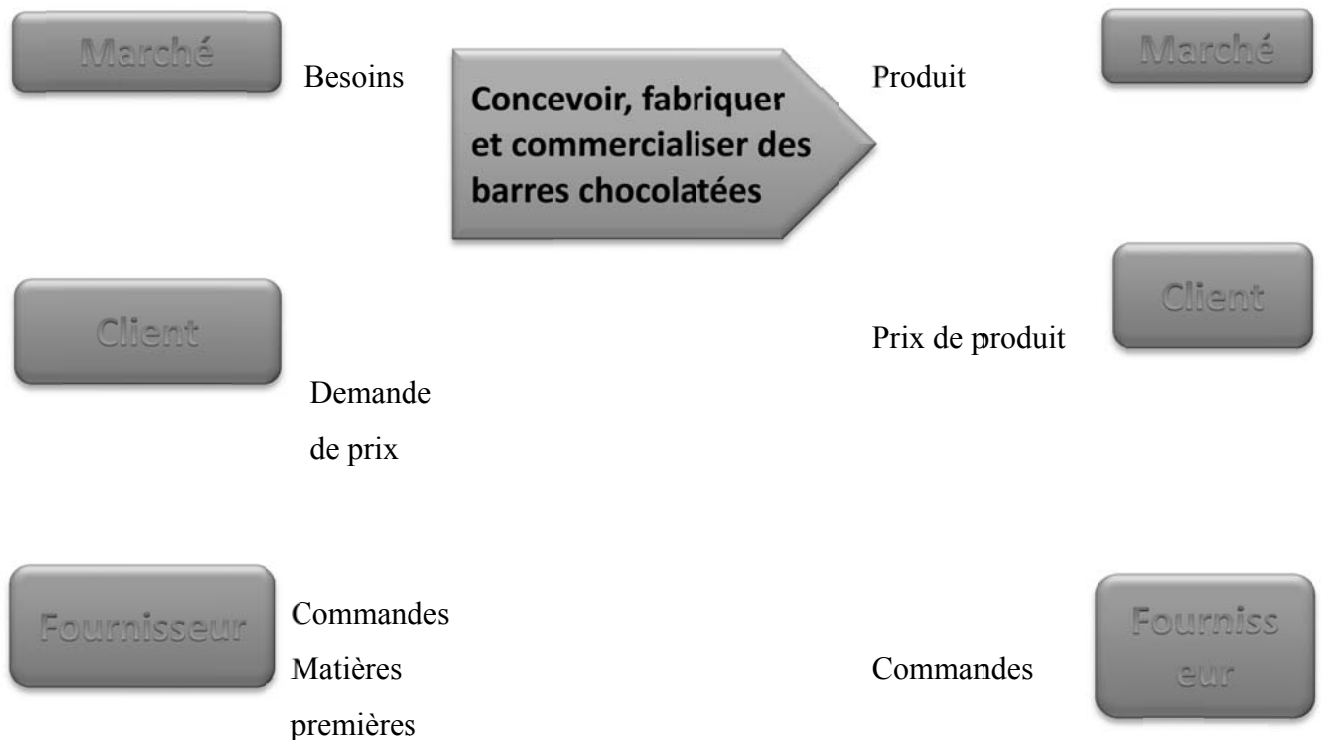 Marché
Besoins
Concevoir, fabriquer
et commercialiser des
barres chocolatées
Produit
Marché
Client
Demande
de prix
Prix de produit
Client
Fournisseur
Commandes
Matières
premières
Commandes
Fourniss
eur